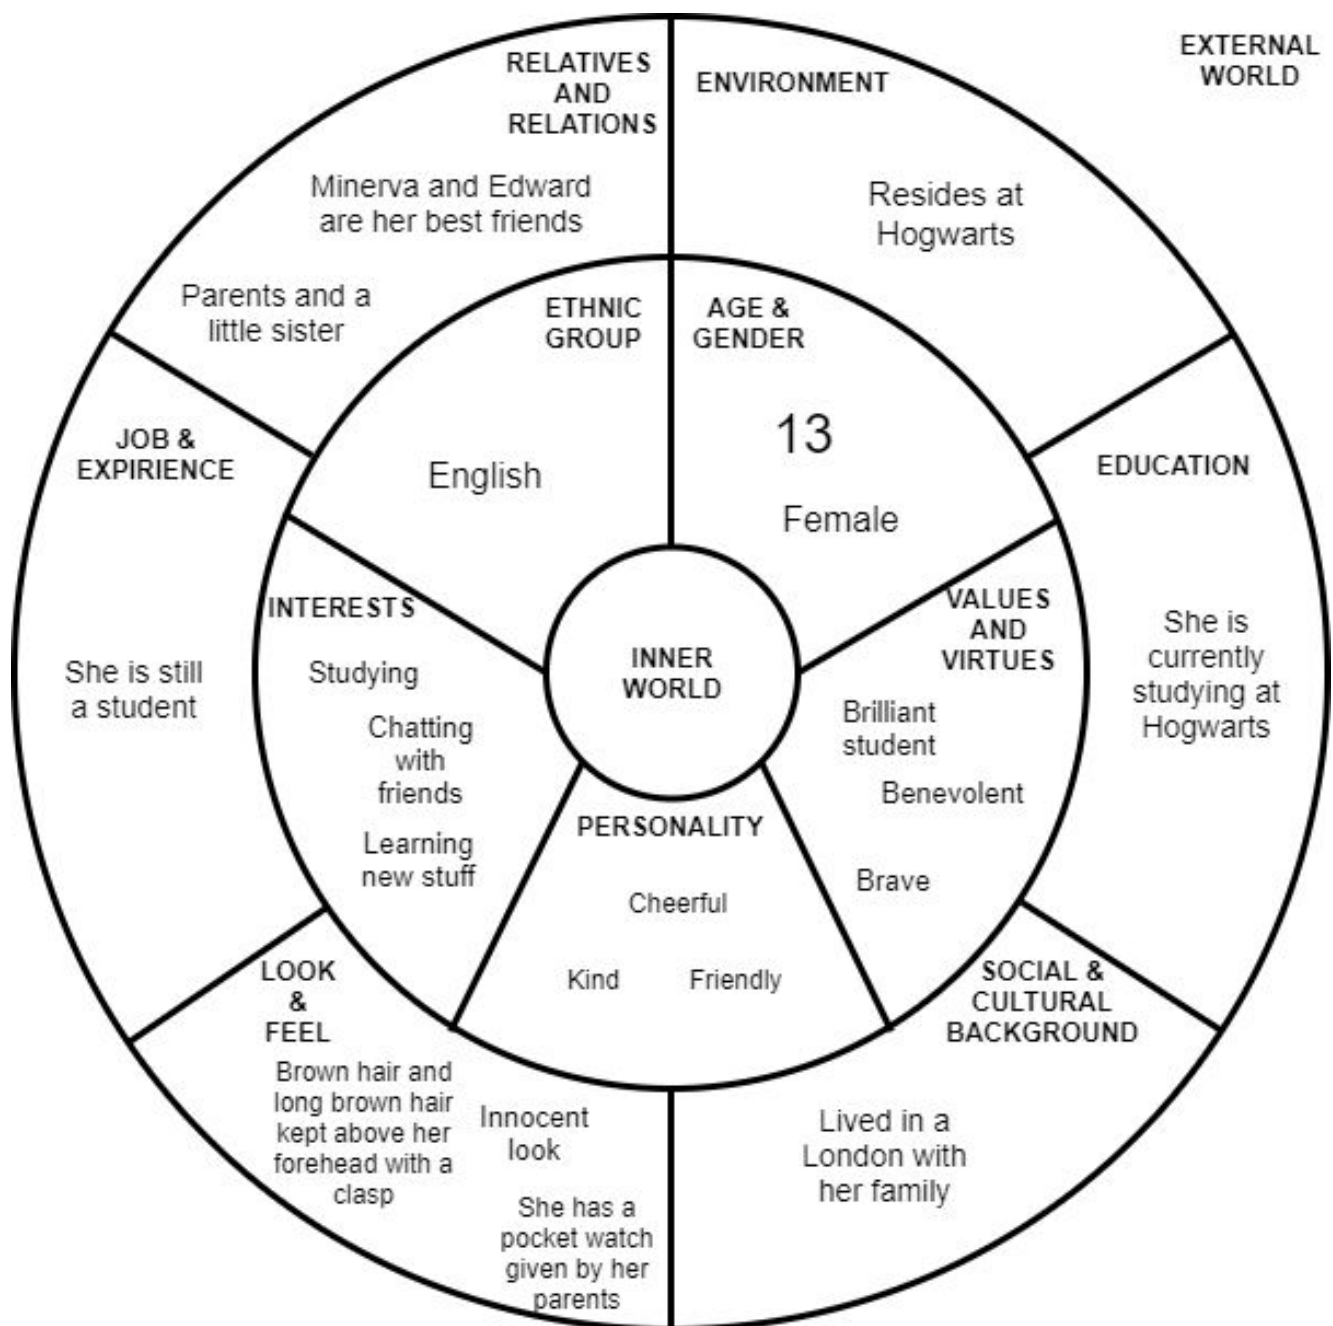 EXTERNAL
WORLD
RELATIVES
AND
RELATIONS
Minerva and Edward
are her best friends
Parents and a
little sister
ENVIRONMENT
Resides at
Hogwarts
JOB &
EXPIRIENCE
She is still
a student
EDUCATION
She is
currently
studying at
Hogwarts
LOOK
&
FEEL
Brown hair and
long brown hair
kept above her
forehead with a
clasp
Innocent
look
She has a
pocket watch
given by her
parents
SOCIAL &
CULTURAL
BACKGROUND
Lived in a
London with
her family
ETHNIC
GROUP
English
AGE &
GENDER
13
Female
INTERESTS
Studying
Chatting
with
friends
Learning
new stuff
INNER
WORLD
VALUES
AND
VIRTUES
Brilliant
student
Benevolent
Brave
PERSONALITY
Cheerful
Kind
Friendly